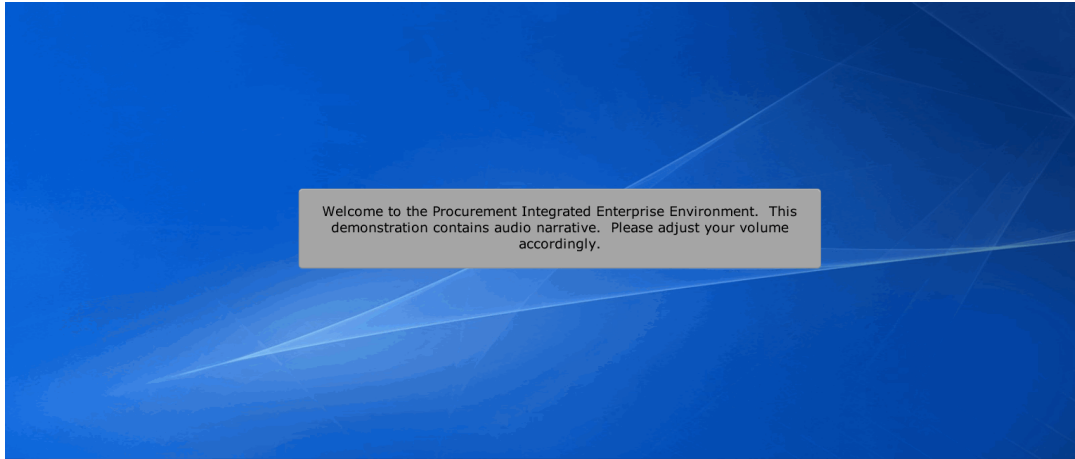 Welcome to the Procurement Integrated Enterprise Environment.  This
demonstration contains audio narrative.  Please adjust your volume
accordingly.